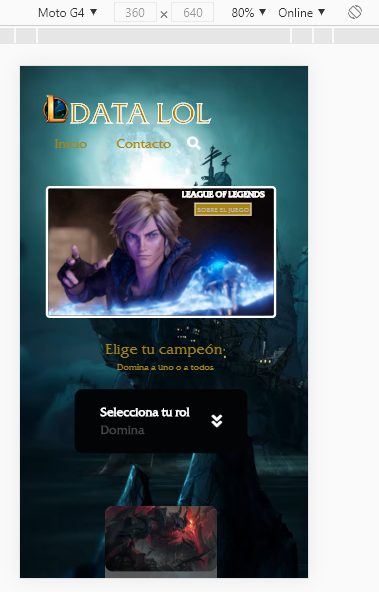 Moto G4 ▼ 360 × 640 80% ▼ Online ▼
DATA LOL
Inicio Contacto
LEAGUE OF LEGENDS
SOBRE EL JUEGO
Elige tu campeón
Domina a uno o a todos
Selecciona tu rol
Domina